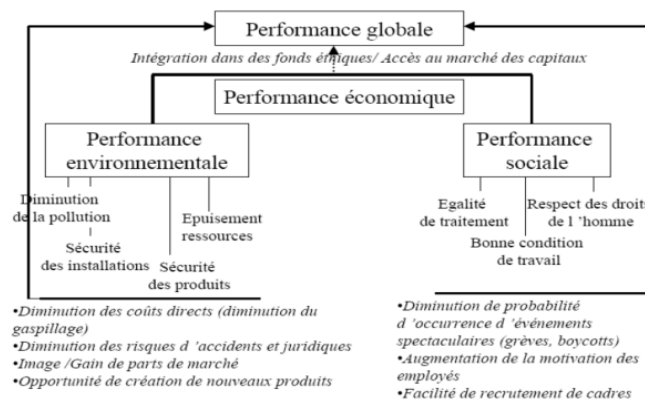 Performance globale
Intégration dans des fonds éthiques/ Accès au marché des capitaux
Performance économique
Performance
environnementale
Performance
sociale
Diminution
de la pollution
Sécurité
des installations
Epuisement
ressources
Sécurité
des produits
Egalité
de traitement
Respect des droits
de l ’homme
Bonne condition
de travail
•Diminution des coûts directs (diminution du
gaspillage)
•Diminution des risques d ’accidents et juridiques
•Image /Gain de parts de marché
•Opportunité de création de nouveaux produits
•Diminution de probabilité
d ’occurrence d ’événements
spectaculaires (grèves, boycotts)
•Augmentation de la motivation des
employés
•Facilité de recrutement de cadres